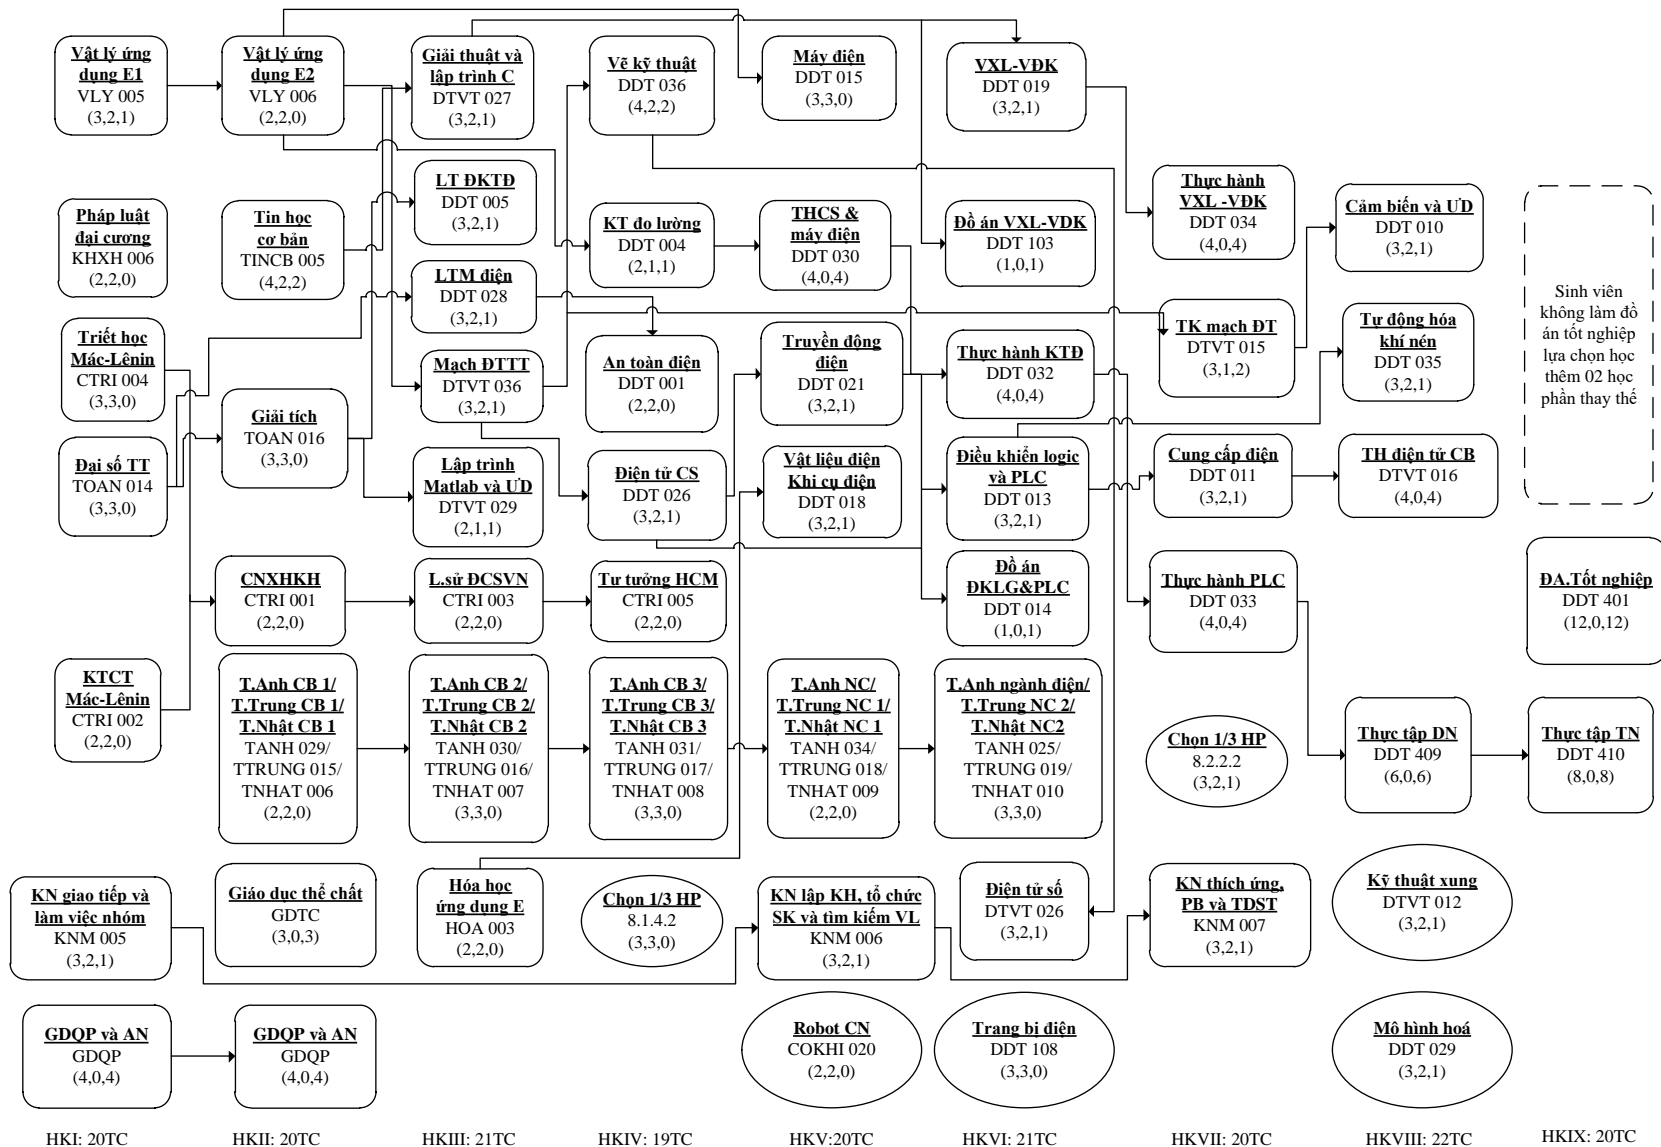 Vật lý ứng
dụng E1
VLY 005
(3,2,1)
Vật lý ứng
dụng E2
VLY 006
(2,2,0)
Giải thuật và
lập trình C
DTVT 027
(3,2,1)
Vẽ kỹ thuật
DDT 036
(4,2,2)
Máy điện
DDT 015
(3,3,0)
VXL-VĐK
DDT 019
(3,2,1)
Pháp luật
đại cương
KHXH 006
(2,2,0)
Tin học
cơ bản
TINCB 005
(4,2,2)
LT ĐKTĐ
DDT 005
(3,2,1)
KT đo lường
DDT 004
(2,1,1)
THCS &
máy điện
DDT 030
(4,0,4)
Đồ án VXL-VDK
DDT 103
(1,0,1)
Thực hành
VXL -VĐK
DDT 034
(4,0,4)
Cảm biến và ƯD
DDT 010
(3,2,1)
Sinh viên
không làm đồ
án tốt nghiệp
lựa chọn học
thêm 02 học
phần thay thế
Triết học
Mác-Lênin
CTRI 004
(3,3,0)
LTM điện
DDT 028
(3,2,1)
Mạch ĐTTT
DTVT 036
(3,2,1)
An toàn điện
DDT 001
(2,2,0)
Truyền động
điện
DDT 021
(3,2,1)
Thực hành KTĐ
DDT 032
(4,0,4)
TK mạch ĐT
DTVT 015
(3,1,2)
Tự động hóa
khí nén
DDT 035
(3,2,1)
Đại số TT
TOAN 014
(3,3,0)
Giải tích
TOAN 016
(3,3,0)
Lập trình
Matlab và ƯD
DTVT 029
(2,1,1)
Điện tử CS
DDT 026
(3,2,1)
Vật liệu điện
Khi cụ điện
DDT 018
(3,2,1)
Điều khiển logic
và PLC
DDT 013
(3,2,1)
Cung cấp điện
DDT 011
(3,2,1)
TH điện tử CB
DTVT 016
(4,0,4)
CNXHKH
CTRI 001
(2,2,0)
L.sử ĐCSVN
CTRI 003
(2,2,0)
Tư tưởng HCM
CTRI 005
(2,2,0)
Đồ án
ĐKLG&PLC
DDT 014
(1,0,1)
Thực hành PLC
DDT 033
(4,0,4)
ĐA.Tốt nghiệp
DDT 401
(12,0,12)
KTCT
Mác-Lênin
CTRI 002
(2,2,0)
T.Anh CB 1/
T.Trung CB 1/
T.Nhật CB 1
TANH 029/
TTRUNG 015/
TNHAT 006
(2,2,0)
T.Anh CB 2/
T.Trung CB 2/
T.Nhật CB 2
TANH 030/
TTRUNG 016/
TNHAT 007
(3,3,0)
T.Anh CB 3/
T.Trung CB 3/
T.Nhật CB 3
TANH 031/
TTRUNG 017/
TNHAT 008
(3,3,0)
T.Anh NC/
T.Trung NC 1/
T.Nhật NC 1
TANH 034/
TTRUNG 018/
TNHAT 009
(2,2,0)
T.Anh ngành điện/
T.Trung NC 2/
T.Nhật NC2
TANH 025/
TTRUNG 019/
TNHAT 010
(3,3,0)
Chọn 1/3 HP
8.2.2.2
(3,2,1)
Thực tập DN
DDT 409
(6,0,6)
Thực tập TN
DDT 410
(8,0,8)
KN giao tiếp và
làm việc nhóm
KNM 005
(3,2,1)
Giáo dục thể chất
GDTC
(3,0,3)
Hóa học
ứng dụng E
HOA 003
(2,2,0)
Chọn 1/3 HP
8.1.4.2
(3,3,0)
KN lập KH, tổ chức
SK và tìm kiếm VL
KNM 006
(3,2,1)
Điện tử số
DTVT 026
(3,2,1)
KN thích ứng,
PB và TDST
KNM 007
(3,2,1)
Kỹ thuật xung
DTVT 012
(3,2,1)
GDQP và AN
GDQP
(4,0,4)
GDQP và AN
GDQP
(4,0,4)
Robot CN
COKHI 020
(2,2,0)
Trang bị điện
DDT 108
(3,3,0)
Mô hình hoá
DDT 029
(3,2,1)
HKI: 20TC
HKII: 20TC
HKIII: 21TC
HKIV: 19TC
HKV:20TC
HKVI: 21TC
HKVII: 20TC
HKVIII: 22TC
HKIX: 20TC